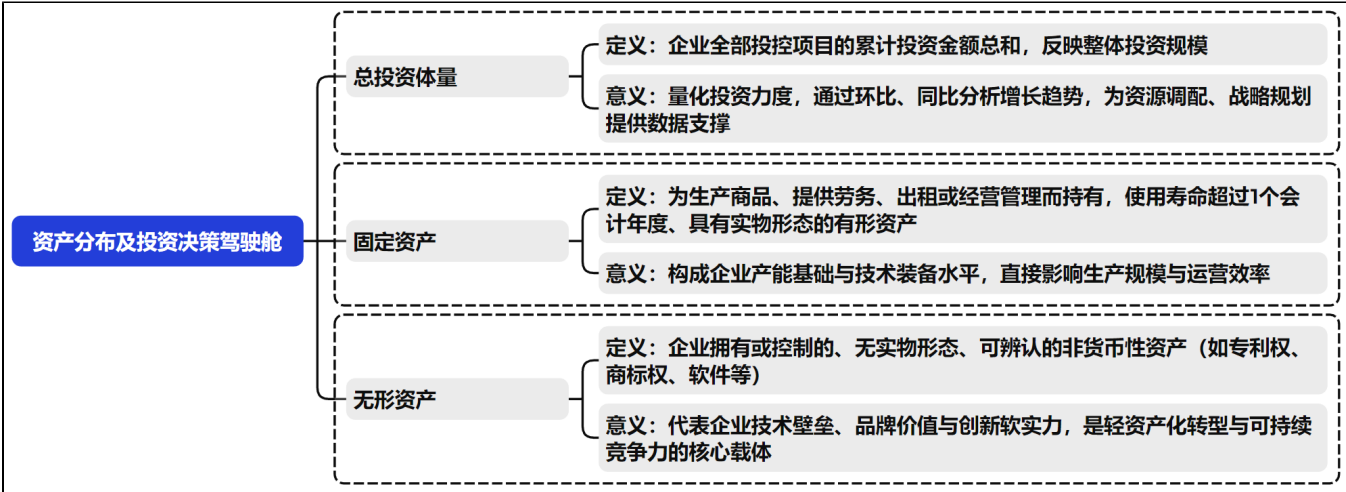 资产分布及投资决策驾驶舱
总投资体量
定义：企业全部投控项目的累计投资金额总和，反映整体投资规模
意义：量化投资力度，通过环比、同比分析增长趋势，为资源调配、战略规划
提供数据支撑
固定资产
定义：为生产商品、提供劳务、出租或经营管理而持有，使用寿命超过1个会
计年度、具有实物形态的有形资产
意义：构成企业产能基础与技术装备水平，直接影响生产规模与运营效率
无形资产
定义：企业拥有或控制的、无实物形态、可辨认的非货币性资产（如专利权、
商标权、软件等）
意义：代表企业技术壁垒、品牌价值与创新软实力，是轻资产化转型与可持续
竞争力的核心载体